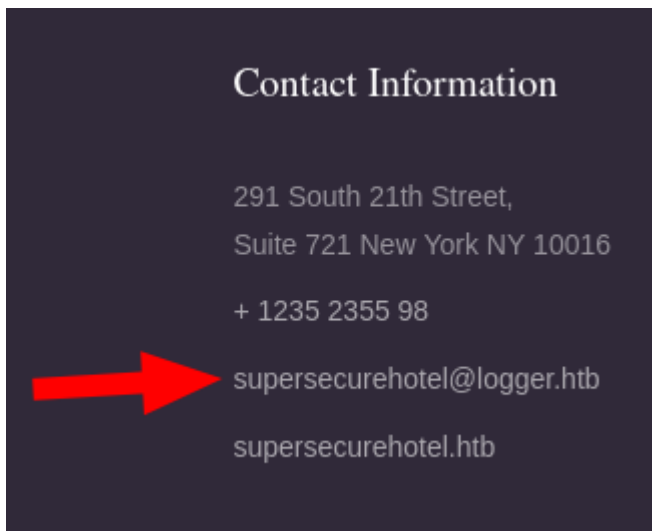 Contact Information
291 South 21th Street,
Suite 721 New York NY 10016
+ 1235 2355 98
supersecurehotel@logger.htb
supersecurehotel.htb